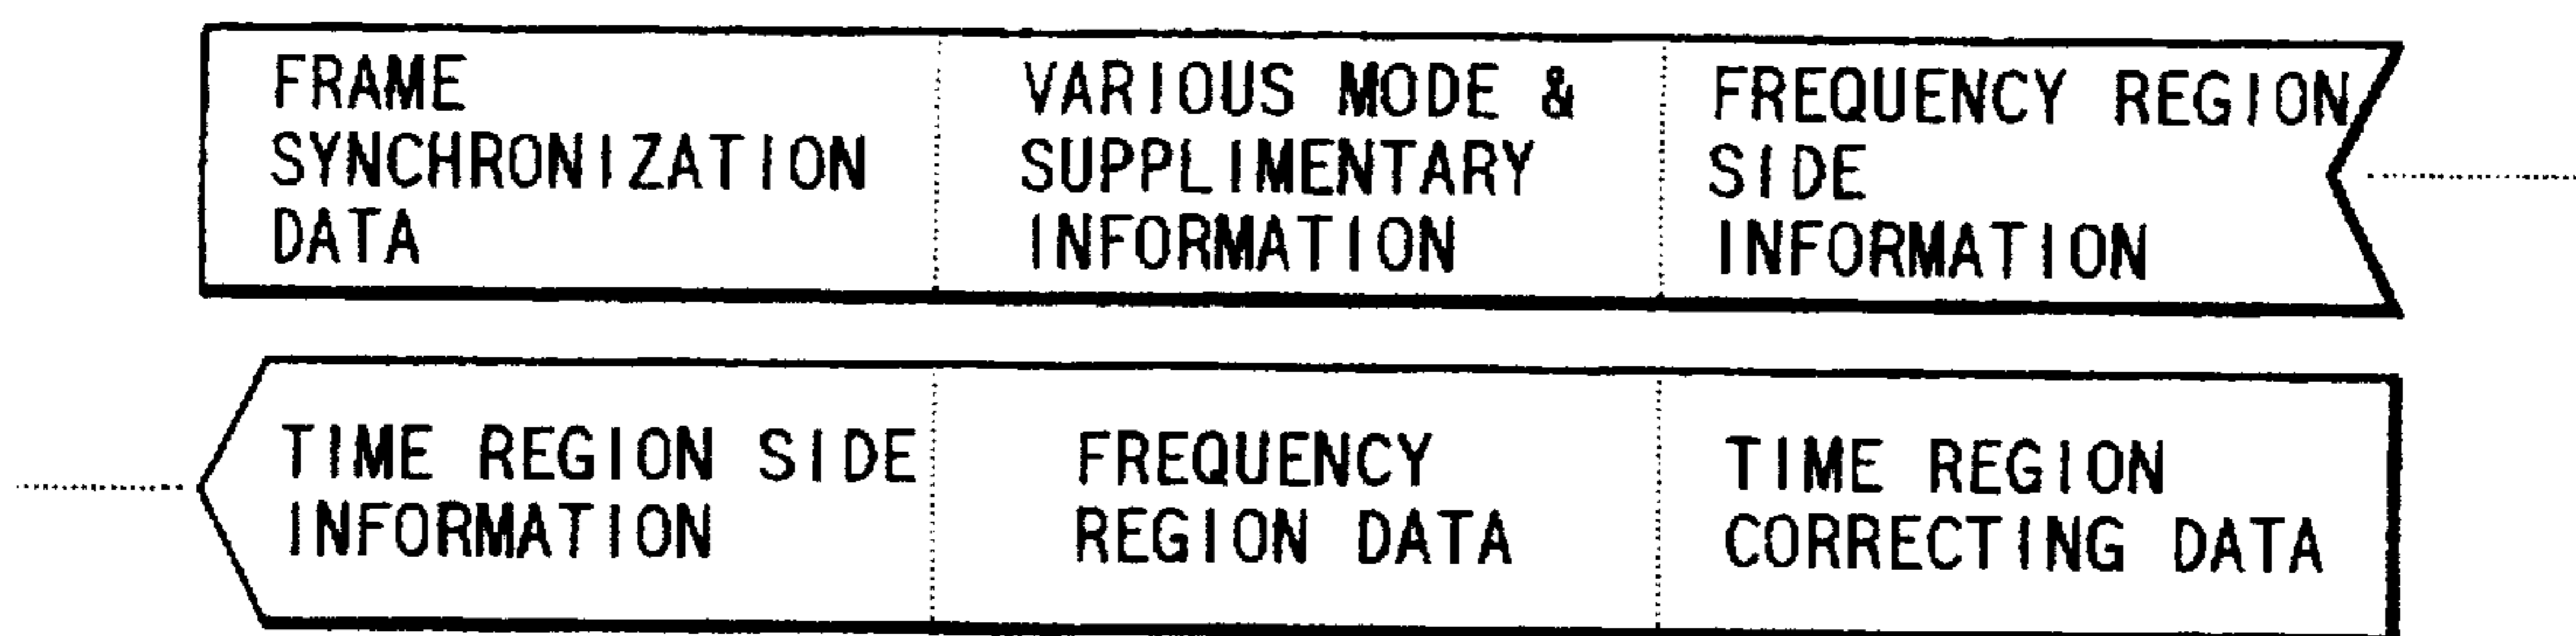 FRAME
SYNCHRONIZATION
DATA
VARIOUS MODE &
SUPPLIMENTARY
INFORMATION
FREQUENCY REGION
SIDE
INFORMATION
TIME REGION SIDE
INFORMATION
FREQUENCY
REGION DATA
TIME REGION
CORRECTING DATA